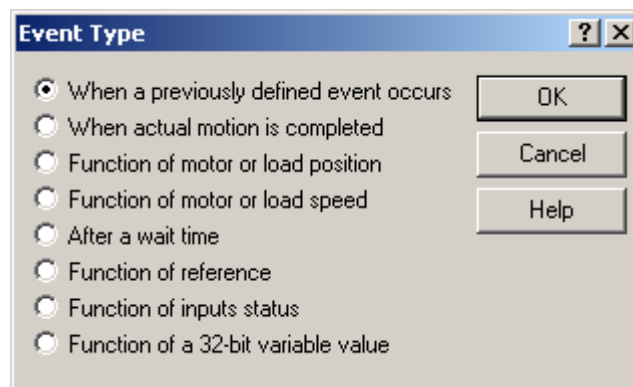 Event Type
When a previously defined event occurs
When actual motion is completed
Function of motor or load position
Function of motor or load speed
After a wait time
Function of reference
Function of inputs status
Function of a 32-bit variable value
OK
Cancel
Help